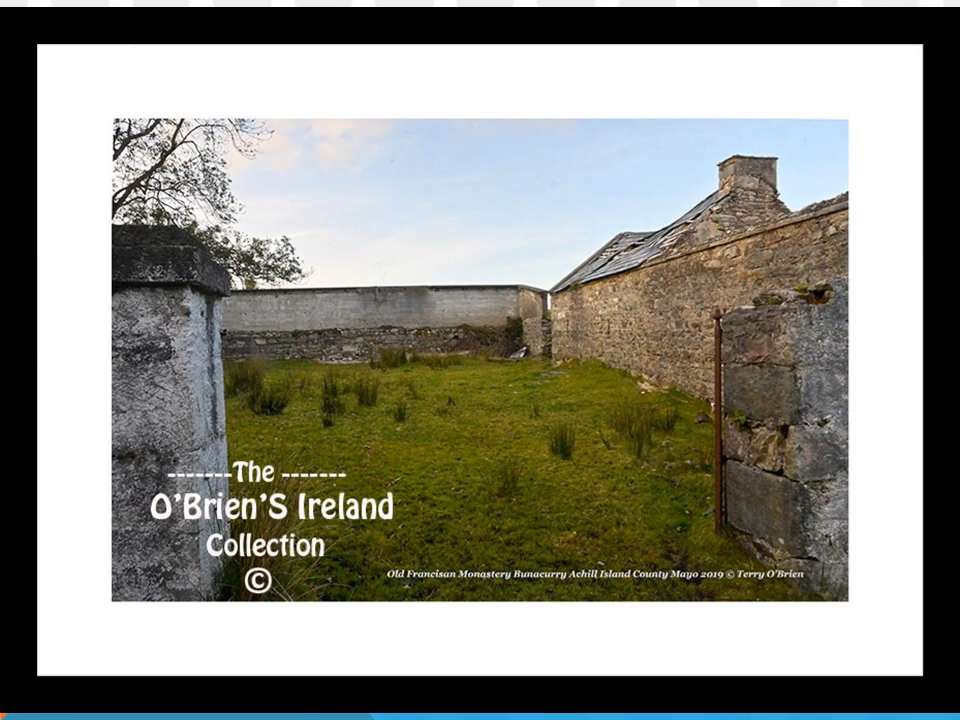 -------The -------
O'Brien'S Ireland
Collection
©
Old Francisan Monastery Bunacurry Achill Island County Mayo 2019 © Terry O'Brien